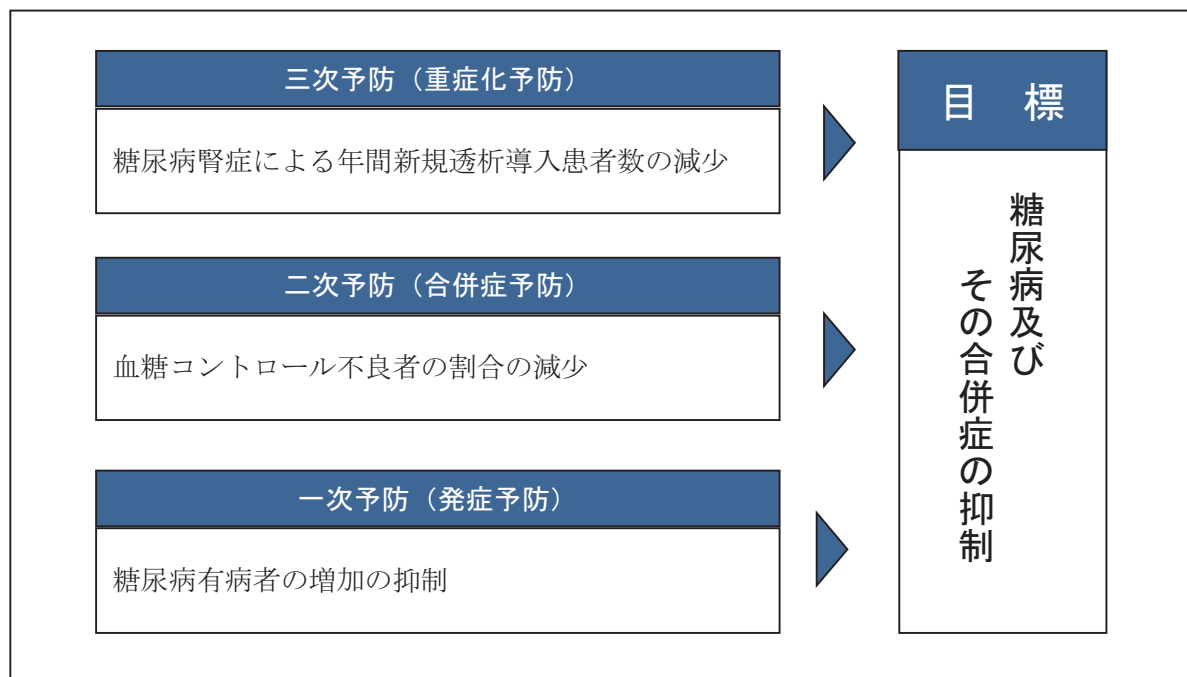 三次予防（重症化予防）
糖尿病腎症による年間新規透析導入患者数の減少
二次予防（合併症予防）
血糖コントロール不良者の割合の減少
一次予防（発症予防）
糖尿病有病者の増加の抑制
目　標
糖尿病及び
その合併症の抑制